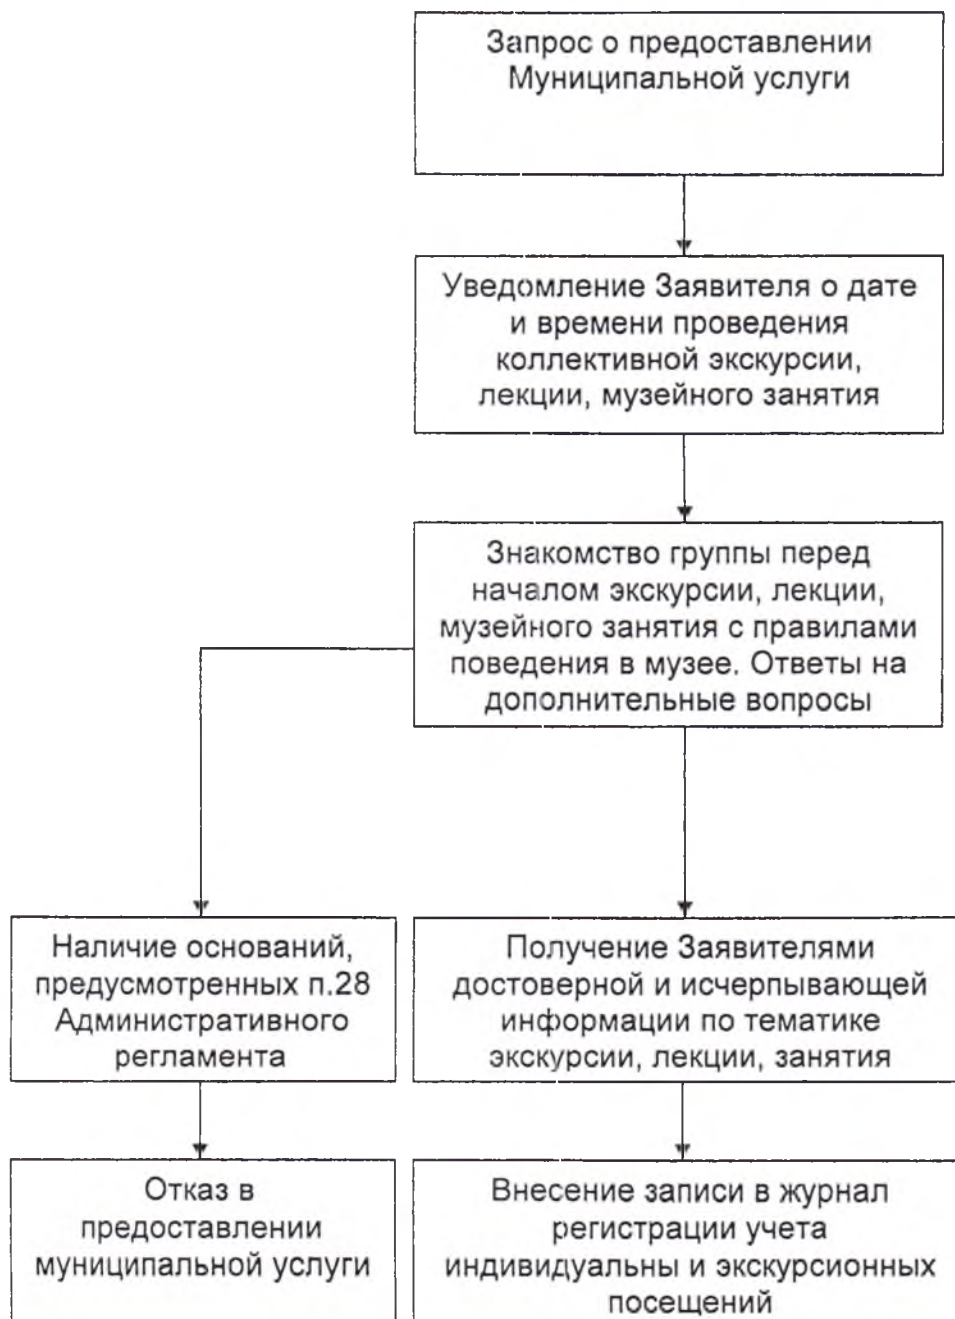 Запрос о предоставлении
Муниципальной услуги
Уведомление Заявителя о дате
и времени проведения
коллективной экскурсии,
лекции, музейного занятия
Знакомство группы перед
началом экскурсии, лекции,
музейного занятия с правилами
поведения в музее. Ответы на
дополнительные вопросы
Наличие оснований,
предусмотренных п.28
Административного
регламента
Получение Заявителями
достоверной и исчерпывающей
информации по тематике
экскурсии, лекции, занятия
Отказ в
предоставлении
муниципальной услуги
Внесение записи в журнал
регистрации учета
индивидуальны и экскурсионных
посещений